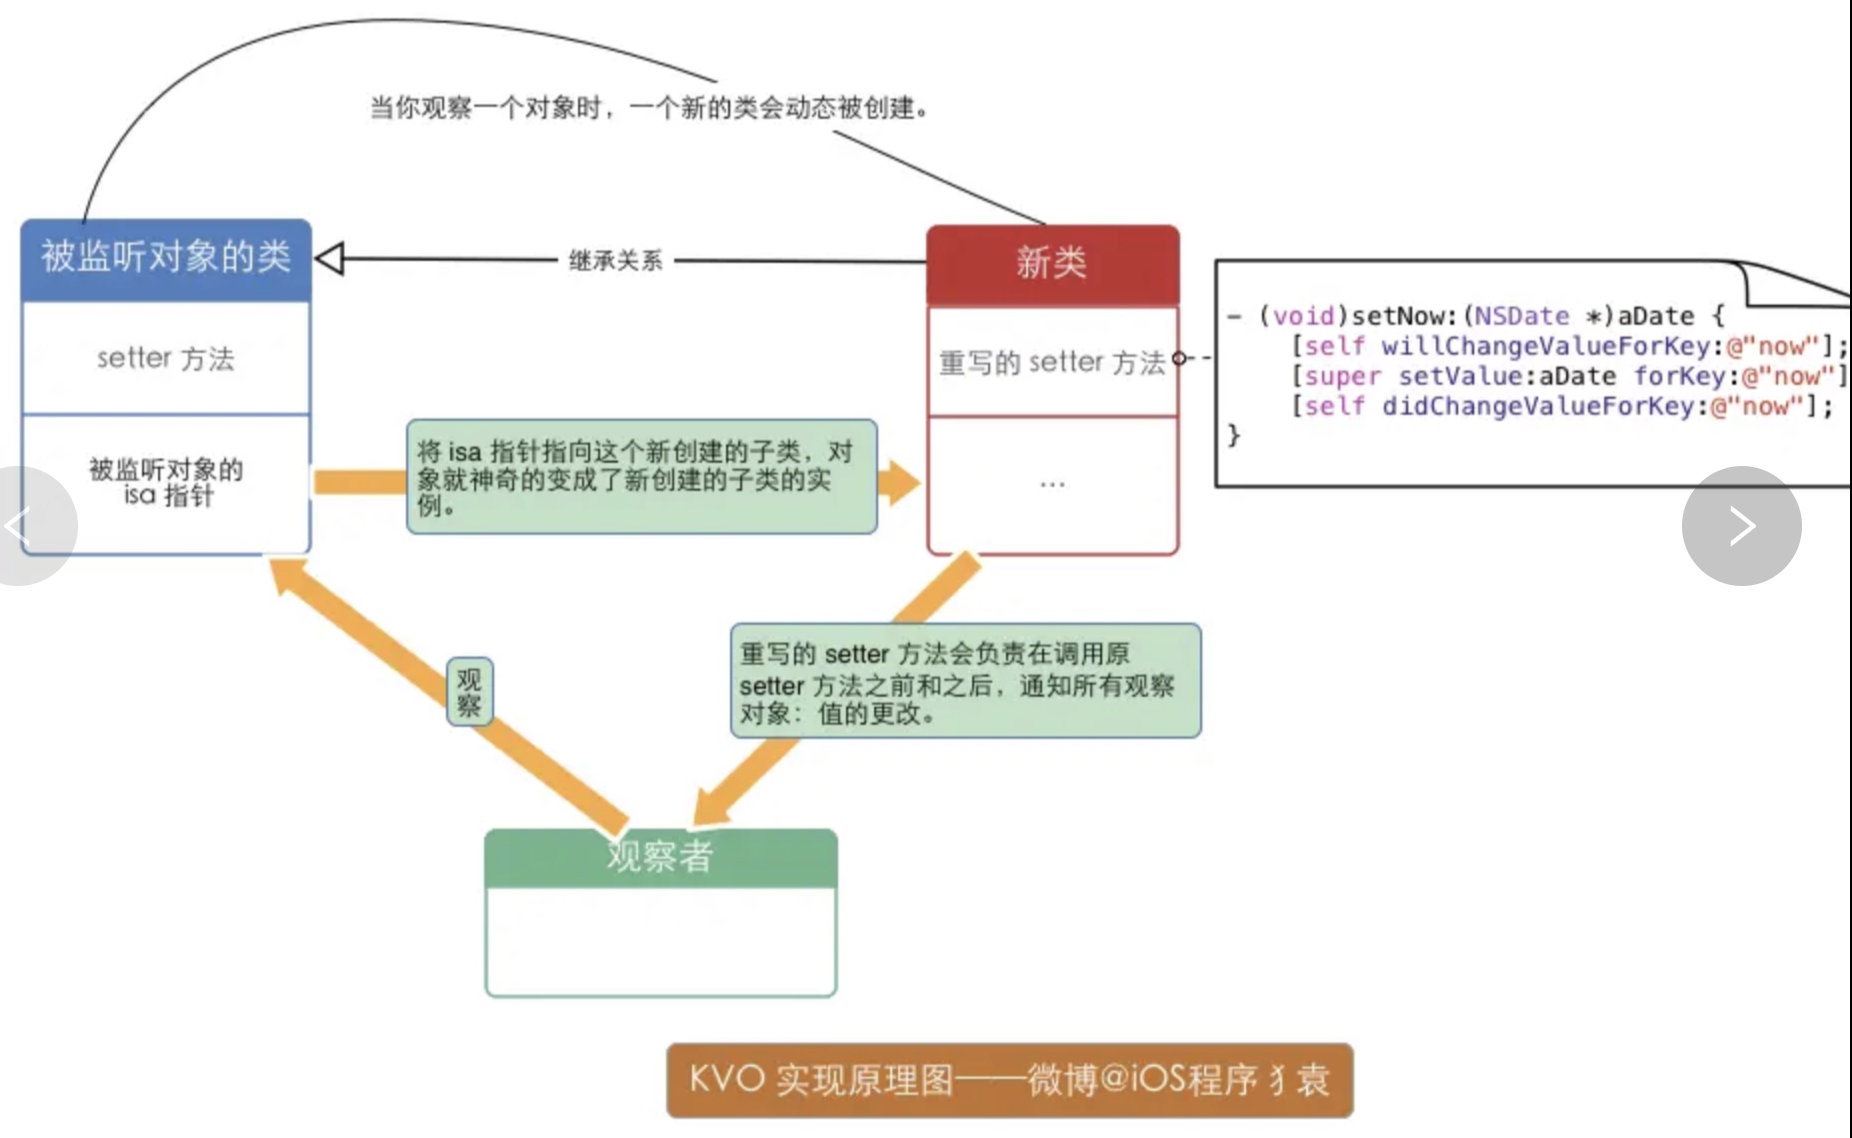 当你观察一个对象时，一个新的类会动态被创建。
被监听对象的类
继承关系
新类
setter 方法
重写的 setter 方法
- (void)setNow:(NSDate *)aDate {
[self willChangeValueForKey:@"now"];
[super setValue:aDate forKey:@"now"]
[self didChangeValueForKey:@"now"];
}
被监听对象的
isa 指针
将 isa 指针指向这个新创建的子类，对
象就神奇的变成了新创建的子类的实
例。
...
观
察
重写的 setter 方法会负责在调用原
setter 方法之前和之后，通知所有观察
对象：值的更改。
观察者
KVO 实现原理图——微博@iOS程序犭袁